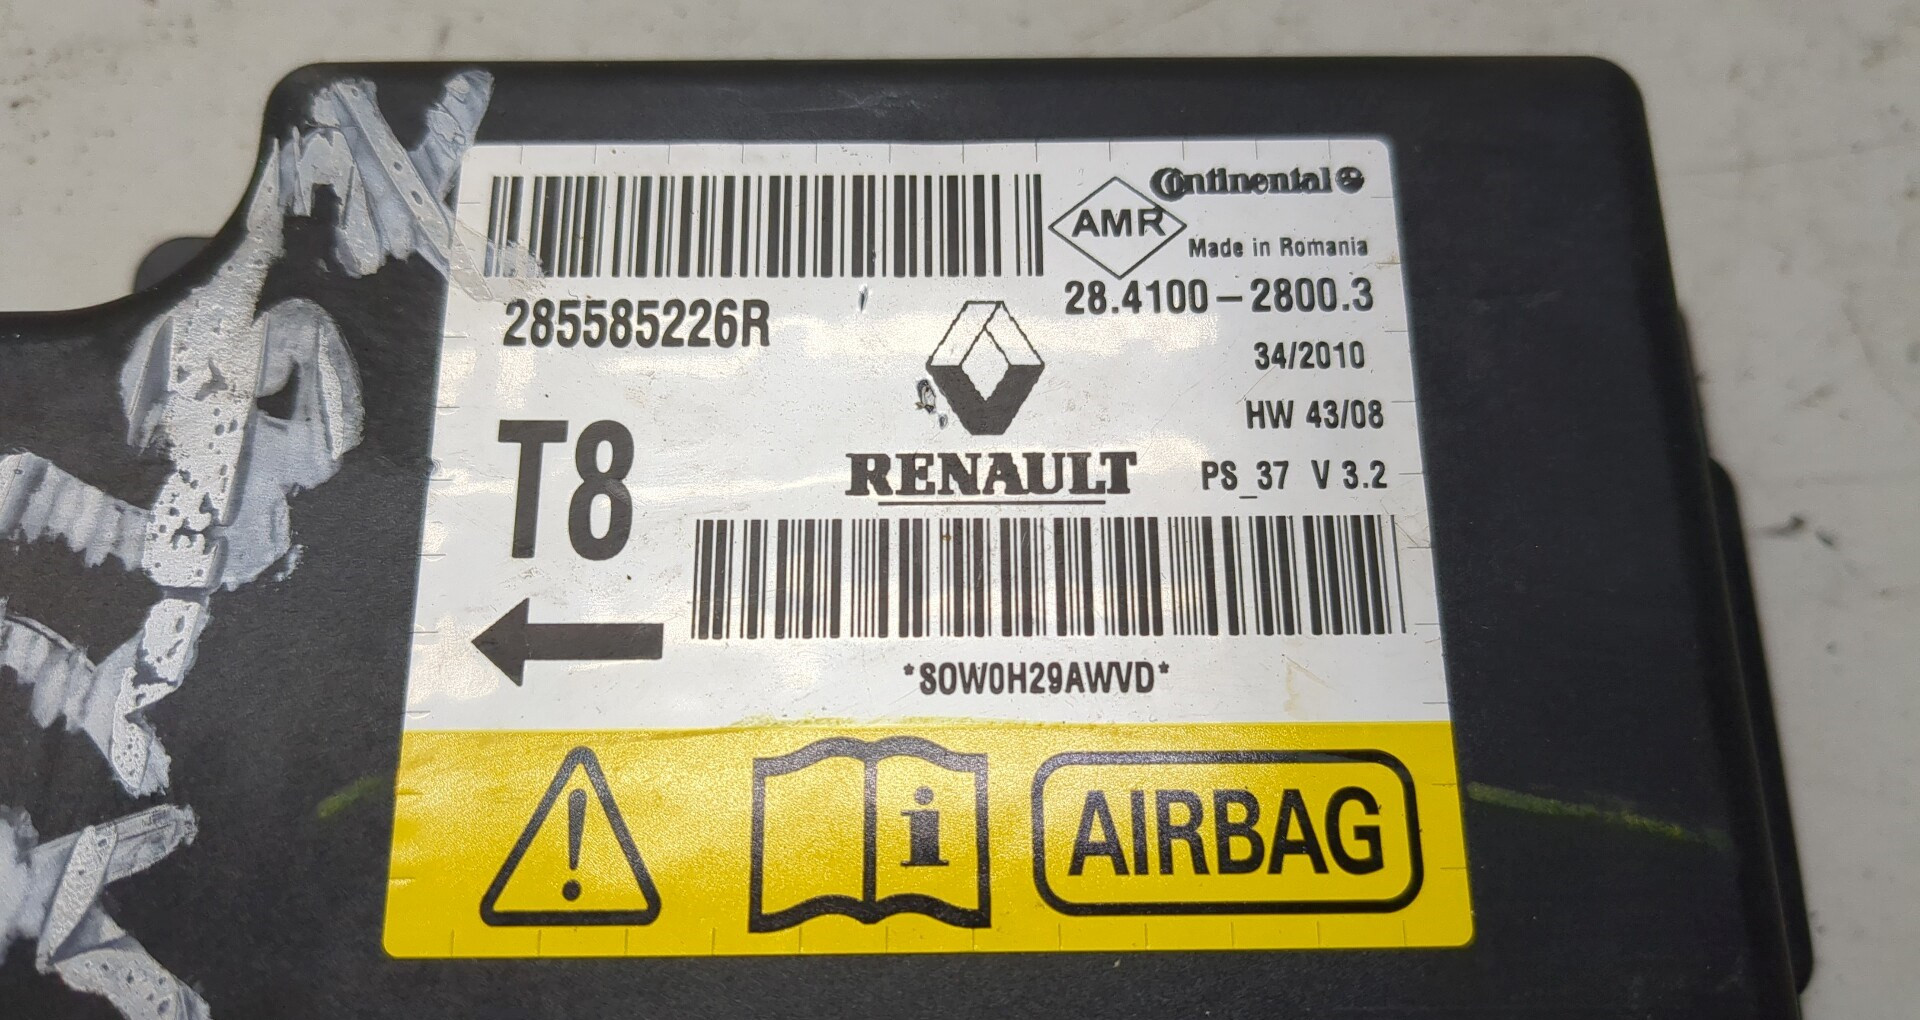 Continental
AMR
Made in Romania
285585226R
28.4100-2800.3
34/2010
HW 43/08
T8
RENAULT
PS_37 V 3.2
*S0W0H29AWVD*
i
AIRBAG